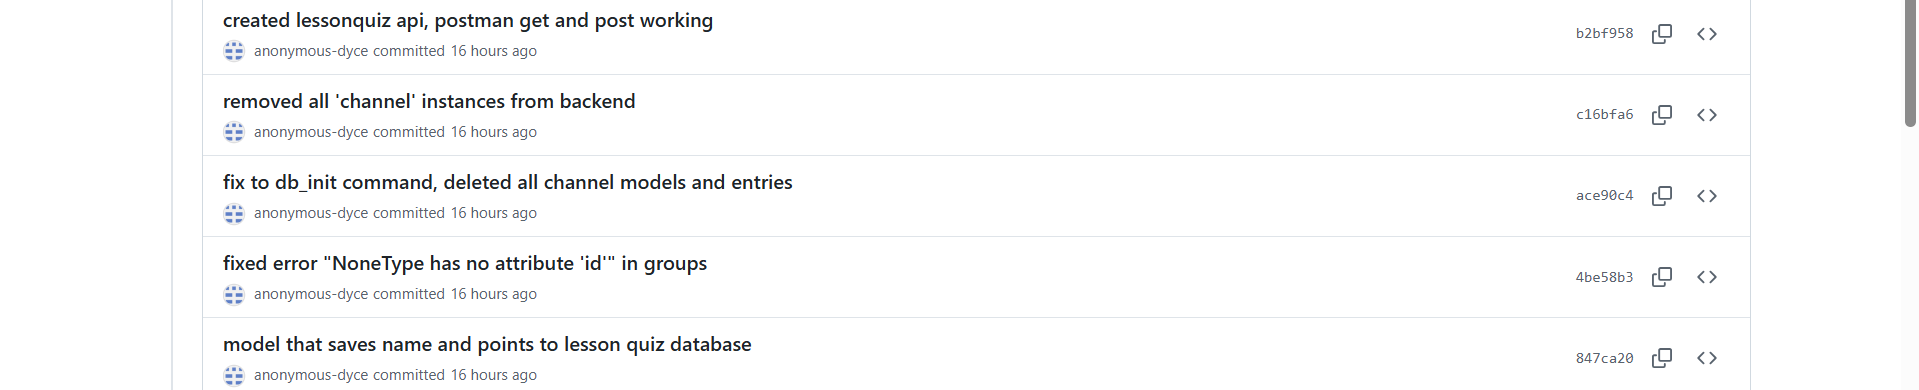 created lessonquiz api, postman get and post working
anonymous-dyce committed 16 hours ago
b2bf958
removed all 'channel' instances from backend
anonymous-dyce committed 16 hours ago
c16bfa6
fix to db_init command, deleted all channel models and entries
anonymous-dyce committed 16 hours ago
ace90c4
fixed error "NoneType has no attribute 'id'" in groups
anonymous-dyce committed 16 hours ago
4be58b3
model that saves name and points to lesson quiz database
anonymous-dyce committed 16 hours ago
847ca20